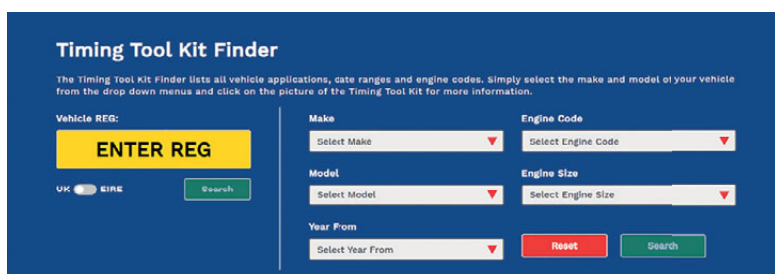 Timing Tool Kit Finder
The Timing Tool Kit Finder lists all vehicle applications, cate ranges and engine codes. Simply select the make and model of your vehicle
from the drop down menus and click on the picture of the Timing Tool Kit for more information.
Vehicle REG:
ENTER REG
UK EIRE
Search
Make
Select Make
Engine Code
Select Engine Code
Model
Select Model
Engine Size
Select Engine Size
Year From
Select Year From
Reset
Search